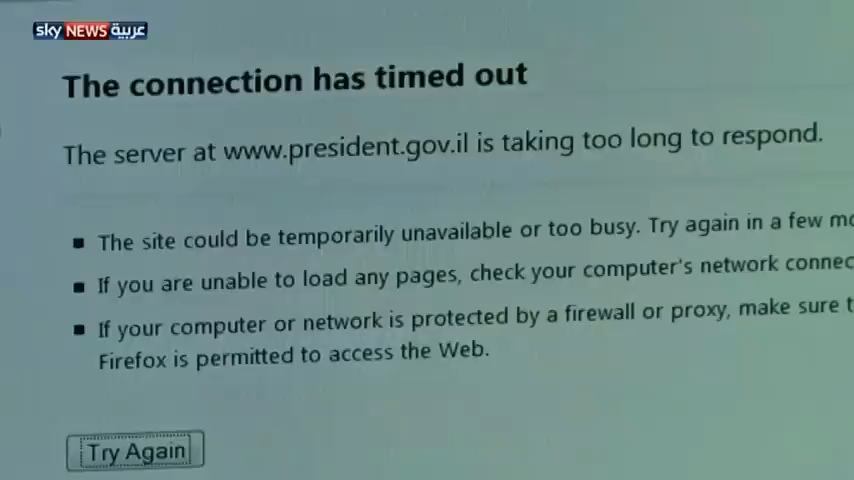 sky NEWS عربية
The connection has timed out
The server at www.president.gov.il is taking too long to respond.
The site could be temporarily unavailable or too busy. Try again in a few mo
If you are unable to load any pages, check your computer's network connec
If your computer or network is protected by a firewall or proxy, make sure t
Firefox is permitted to access the Web.
Try Again